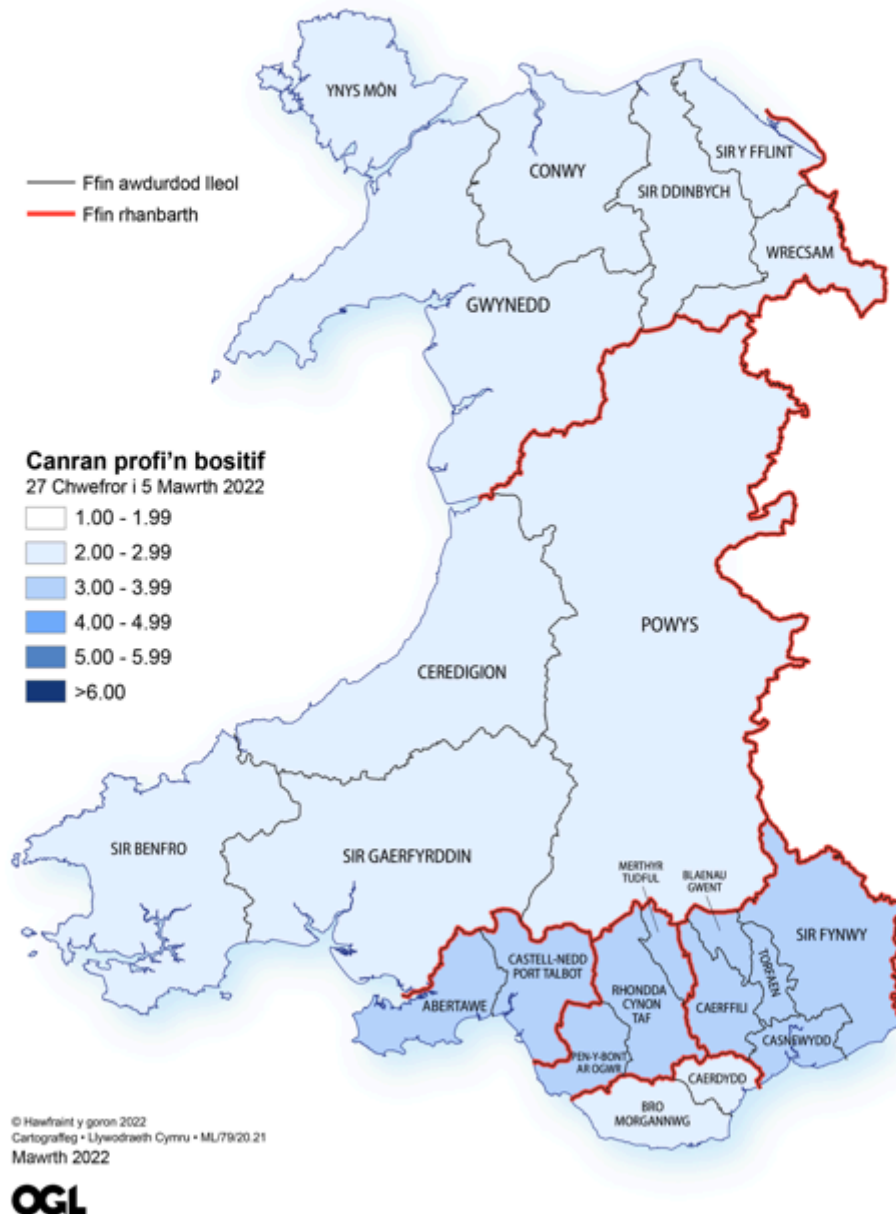 YNYS MÔN
CONWY
SIR Y FFLINT
SIR DDINBYCH
WRECSAM
GWYNEDD
Ffin awdurdod lleol
Ffin rhanbarth
Canran profi'n bositif
27 Chwefror i 5 Mawrth 2022
1.00 - 1.99
2.00 - 2.99
3.00 - 3.99
4.00 - 4.99
5.00 - 5.99
>6.00
POWYS
CEREDIGION
SIR BENFRO
SIR GAERFYRDDIN
MERTHYR
TUDFUL
BLAENAU
GWENT
SIR FYNWY
TORFAEN
CASTELL-NEDD
PORT TALBOT
ABERTAWE
RHONDDA
CYNON
TAF
CAERFFILI
CASNEWYDD
PEN-Y-BONT
AR OGWR
CAERDYDD
BRO
MORGANNWG
© Hawfraint y goron 2022
Cartograffeg • Llywodraeth Cymru • ML/79/20.21
Mawrth 2022
OGL